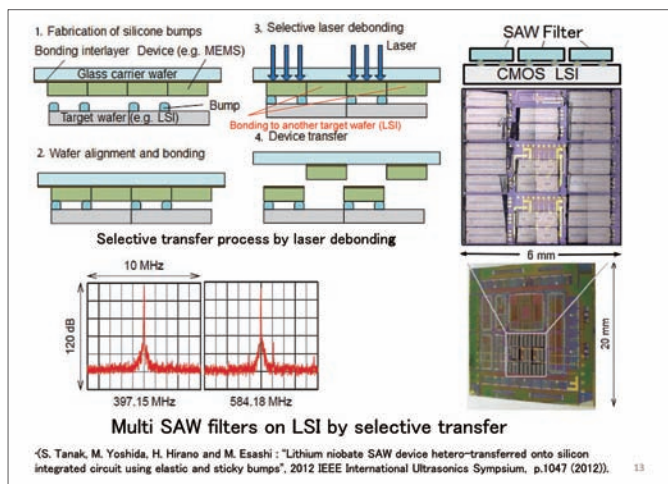 1. Fabrication of silicone bumps
Bonding interlayer
Device (e.g. MEMS)
Glass carrier wafer
Bump
Target wafer (e.g. LSI)
2. Wafer alignment and bonding
3. Selective laser debonding
Laser
Bonding to another target wafer (LSI)
4. Device transfer
Selective transfer process by laser debonding
SAW Filter
CMOS LSI
6 mm
20 mm
10 MHz
120 dB
397.15 MHz
584.18 MHz
Multi SAW filters on LSI by selective transfer
·(S. Tanak, M. Yoshida, H. Hirano and M. Esashi : "Lithium niobate SAW device hetero-transferred onto silicon
integrated circuit using elastic and sticky bumps", 2012 IEEE International Ultrasonics Sympsium, p.1047 (2012)).
13